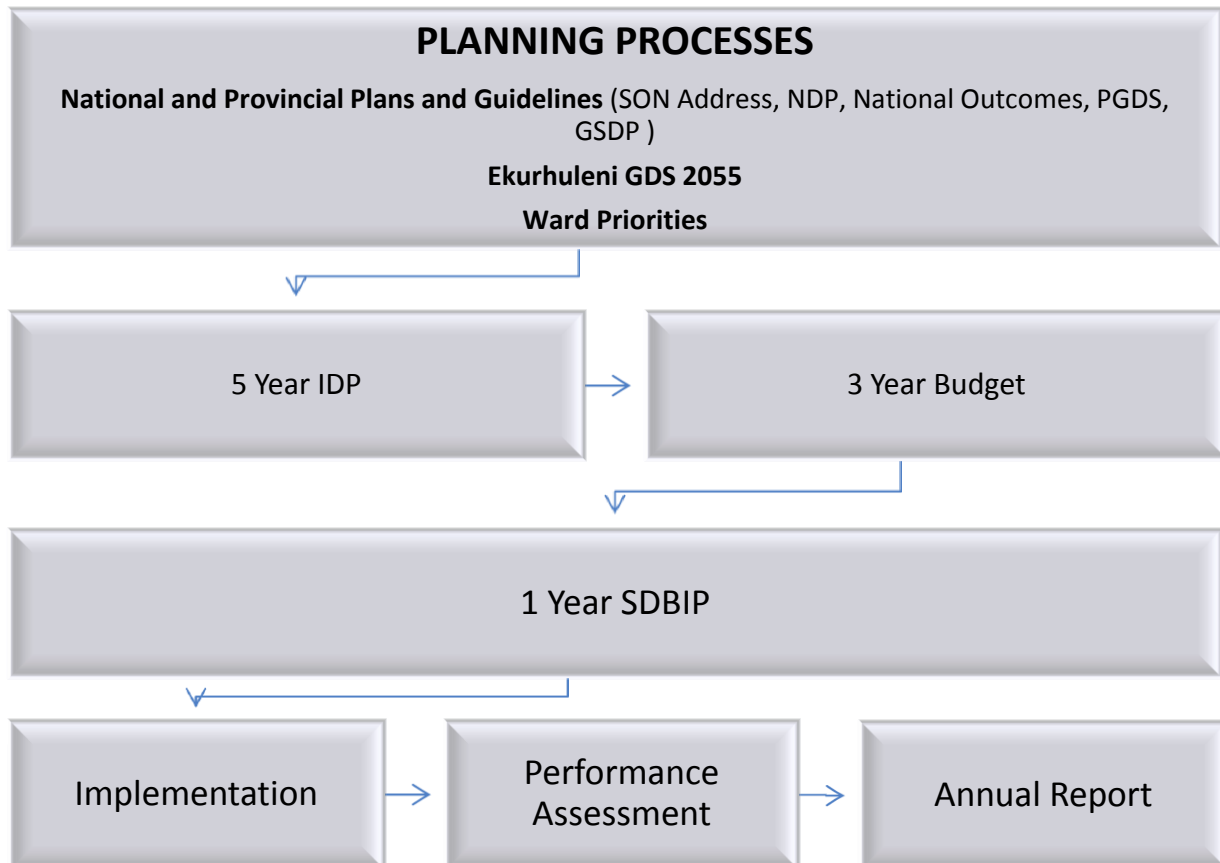 PLANNING PROCESSES
National and Provincial Plans and Guidelines (SON Address, NDP, National Outcomes, PGDS,
GSDP )
Ekurhuleni GDS 2055
Ward Priorities
5 Year IDP
3 Year Budget
1 Year SDBIP
Implementation
Performance
Assessment
Annual Report